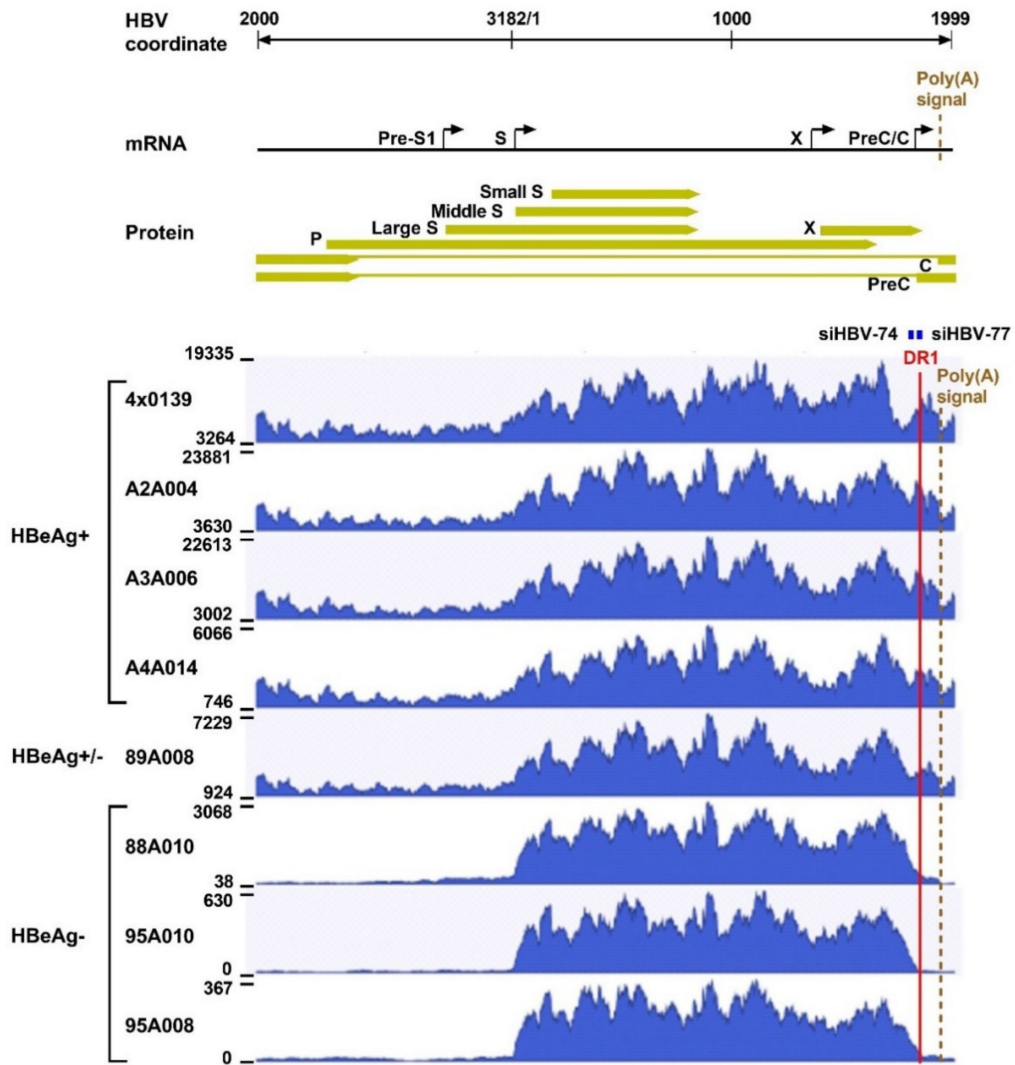 HBV
coordinate
2000
3182/1
1000
1999
Poly(A)
signal
mRNA
Pre-S1
S
X
PreC/C
Protein
Small S
Middle S
Large S
P
X
C
PreC
siHBV-74
siHBV-77
DR1
Poly(A)
signal
HBeAg+
19335
4x0139
3264
23881
A2A004
3630
22613
A3A006
3002
6066
A4A014
746
HBeAg+/-
7229
89A008
924
HBeAg-
3068
88A010
38
630
95A010
0
367
95A008
0